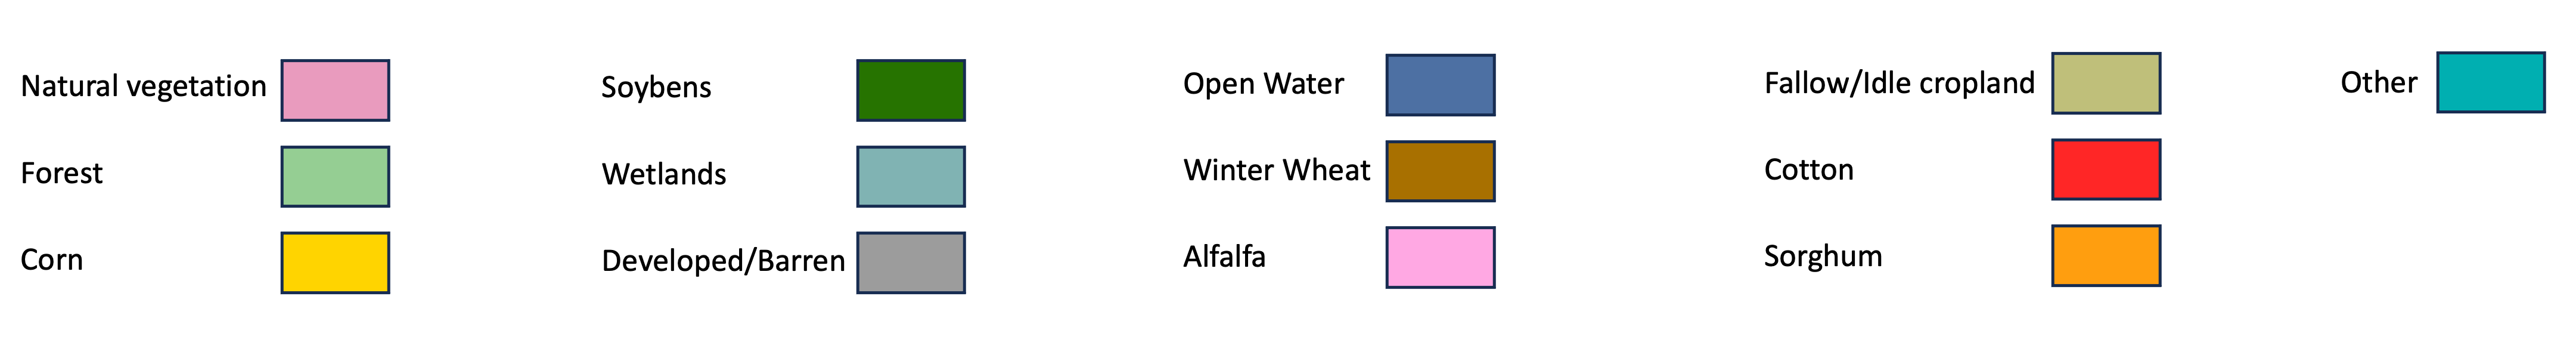 Natural vegetation
Forest
Corn
Soybens
Wetlands
Developed/Barren
Open Water
Winter Wheat
Alfalfa
Fallow/Idle cropland
Cotton
Sorghum
Other